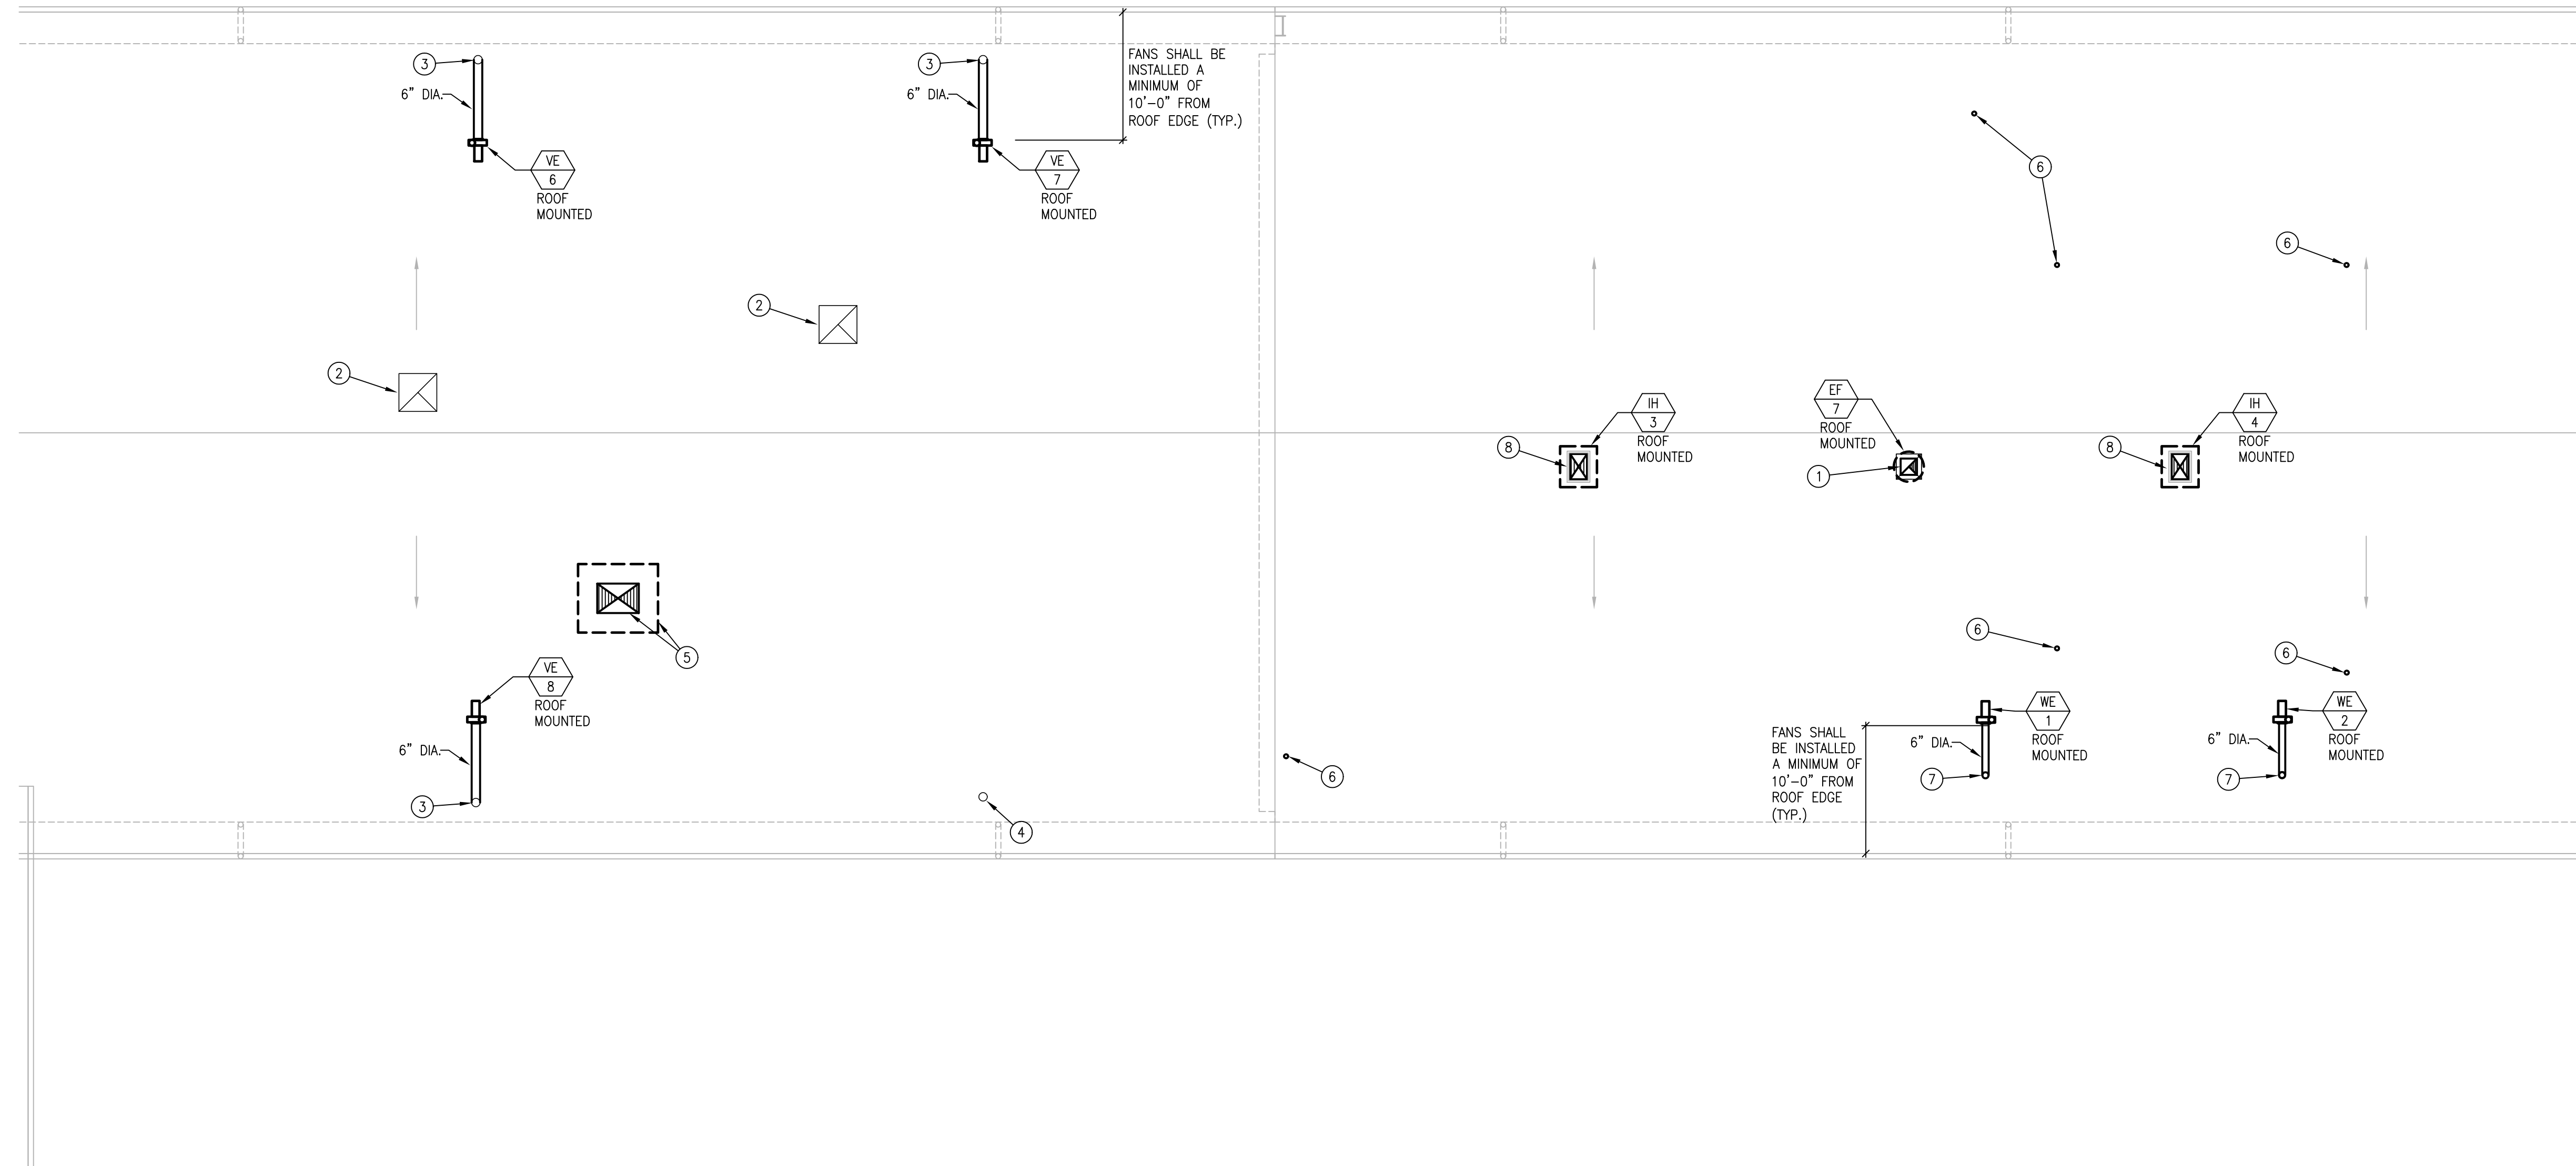 3
6" DIA.
VE
6
ROOF
MOUNTED
3
6" DIA.
VE
7
ROOF
MOUNTED
FANS SHALL BE
INSTALLED A
MINIMUM OF
10'-0" FROM
ROOF EDGE (TYP.)
6
6
2
2
8
IH
3
ROOF
MOUNTED
EF
7
ROOF
MOUNTED
1
8
IH
4
ROOF
MOUNTED
5
VE
8
ROOF
MOUNTED
6" DIA.
3
4
6
6
6
FANS SHALL
BE INSTALLED
A MINIMUM OF
10'-0" FROM
ROOF EDGE
(TYP.)
WE
1
ROOF
MOUNTED
6" DIA.
7
WE
2
ROOF
MOUNTED
6" DIA.
7